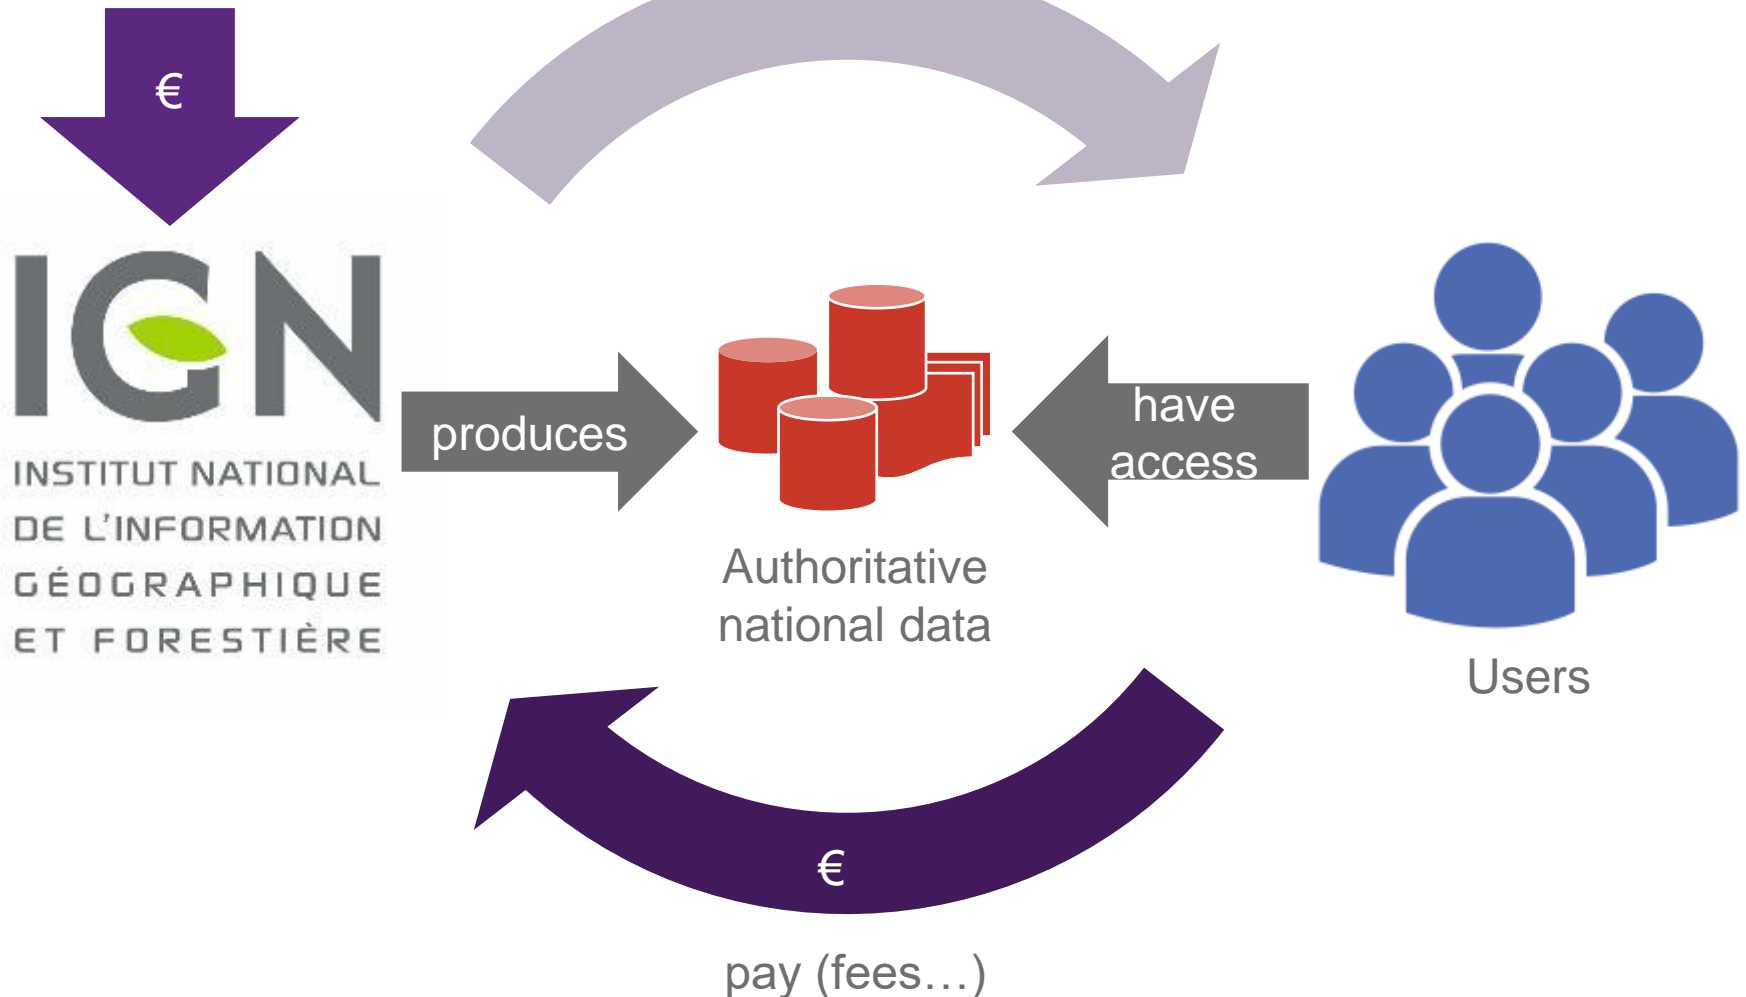 €
IGN
INSTITUT NATIONAL
DE L'INFORMATION
GÉOGRAPHIQUE
ET FORESTIÈRE
produces
Authoritative
national data
have
access
Users
€
pay (fees…)